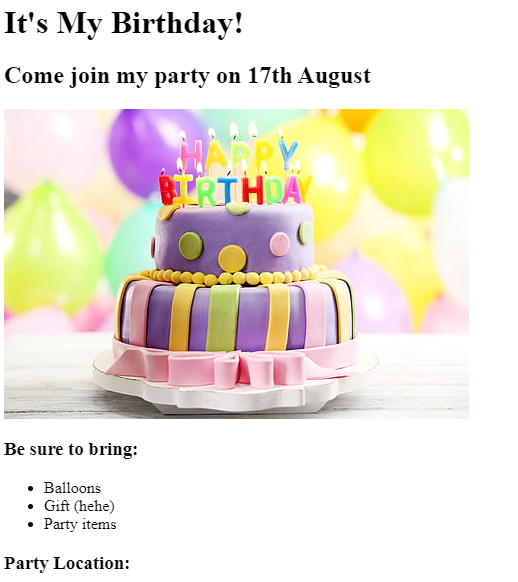 It's My Birthday!
Come join my party on 17th August
HAPPY
BIRTHDAY
Be sure to bring:
Balloons
Gift (hehe)
Party items
Party Location: